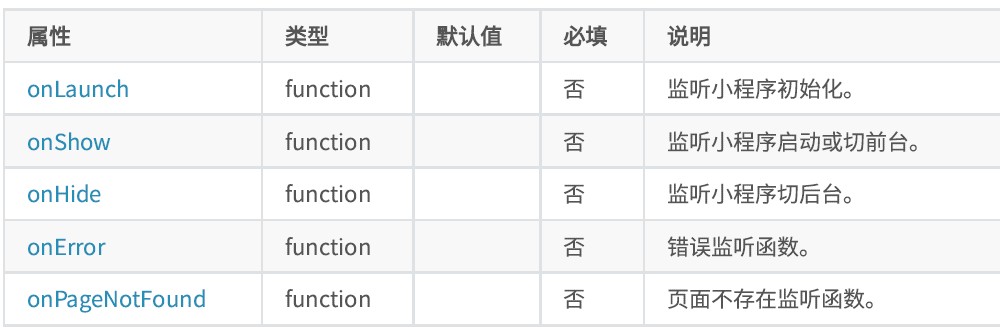 属性 类型 默认值 必填 说明
onLaunch function 否 监听小程序初始化。
onShow function 否 监听小程序启动或切前台。
onHide function 否 监听小程序切后台。
onError function 否 错误监听函数。
onPageNotFound function 否 页面不存在监听函数。